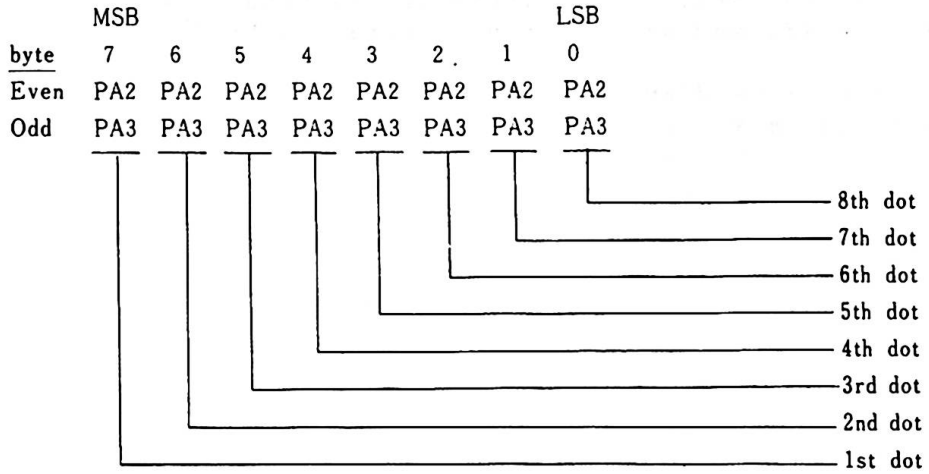 MSB LSB
byte 7 6 5 4 3 2 1 0
Even PA2 PA2 PA2 PA2 PA2 PA2 PA2 PA2
Odd PA3 PA3 PA3 PA3 PA3 PA3 PA3 PA3
8th dot
7th dot
6th dot
5th dot
4th dot
3rd dot
2nd dot
1st dot